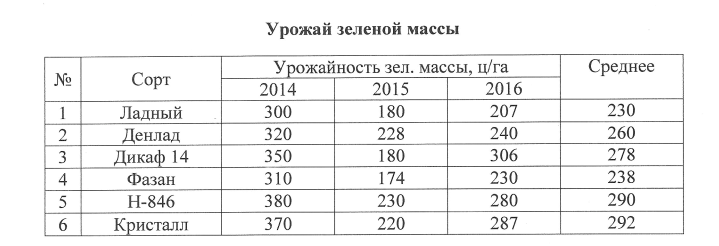 Урожай зеленой массы
№ Сорт Урожайность зел. массы, ц/га Среднее
2014 2015 2016
1 Ладный 300 180 207 230
2 Денлад 320 228 240 260
3 Дикаф 14 350 180 306 278
4 Фазан 310 174 230 238
5 Н-846 380 230 280 290
6 Кристалл 370 220 287 292